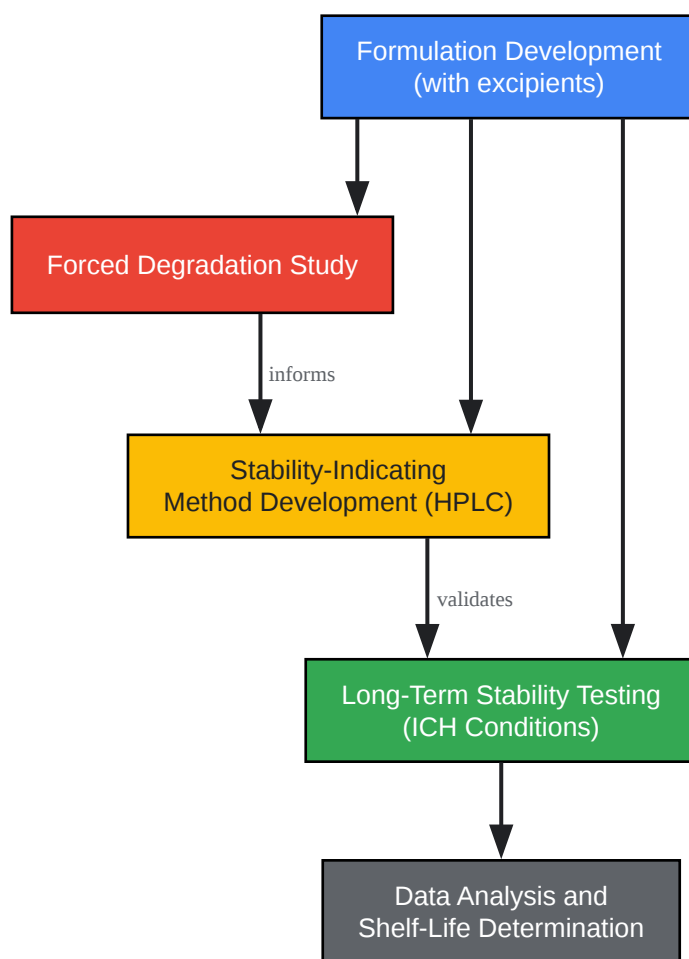 Formulation Development
(with excipients)
Forced Degradation Study
informs
Stability-Indicating
Method Development (HPLC)
validates
Long-Term Stability Testing
(ICH Conditions)
Data Analysis and
Shelf-Life Determination